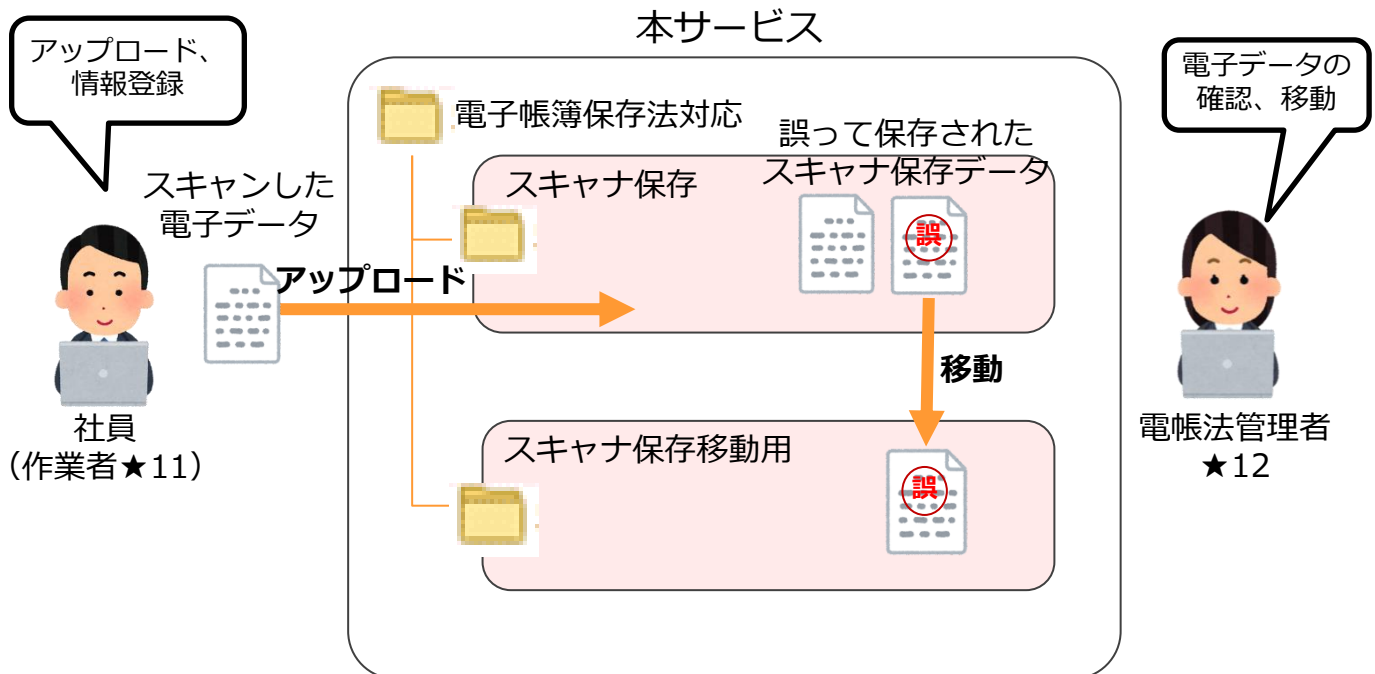 本サービス
アップロード、
情報登録
電子データの
確認、移動
電子帳簿保存法対応
誤って保存された
スキャナ保存データ
スキャナ保存
スキャンした
電子データ
誤
アップロード
移動
社員
（作業者★11）
電帳法管理者
★12
スキャナ保存移動用
誤